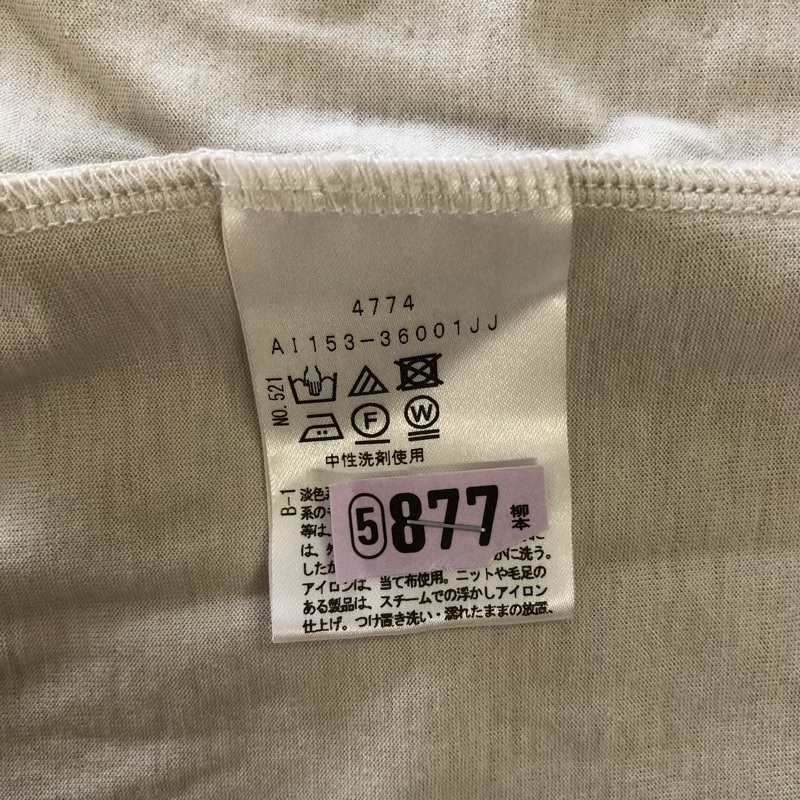 4774
AI153-36001JJ
NO.521
F
W
中性洗剤使用
B-1
淡色系
系の
等は、
は、
したか
かに洗う。
⑤877
柳本
アイロンは、当て布使用。ニットや毛足の
ある製品は、スチームでの浮かしアイロン
仕上げ。つけ置き洗い・濡れたままの放置、